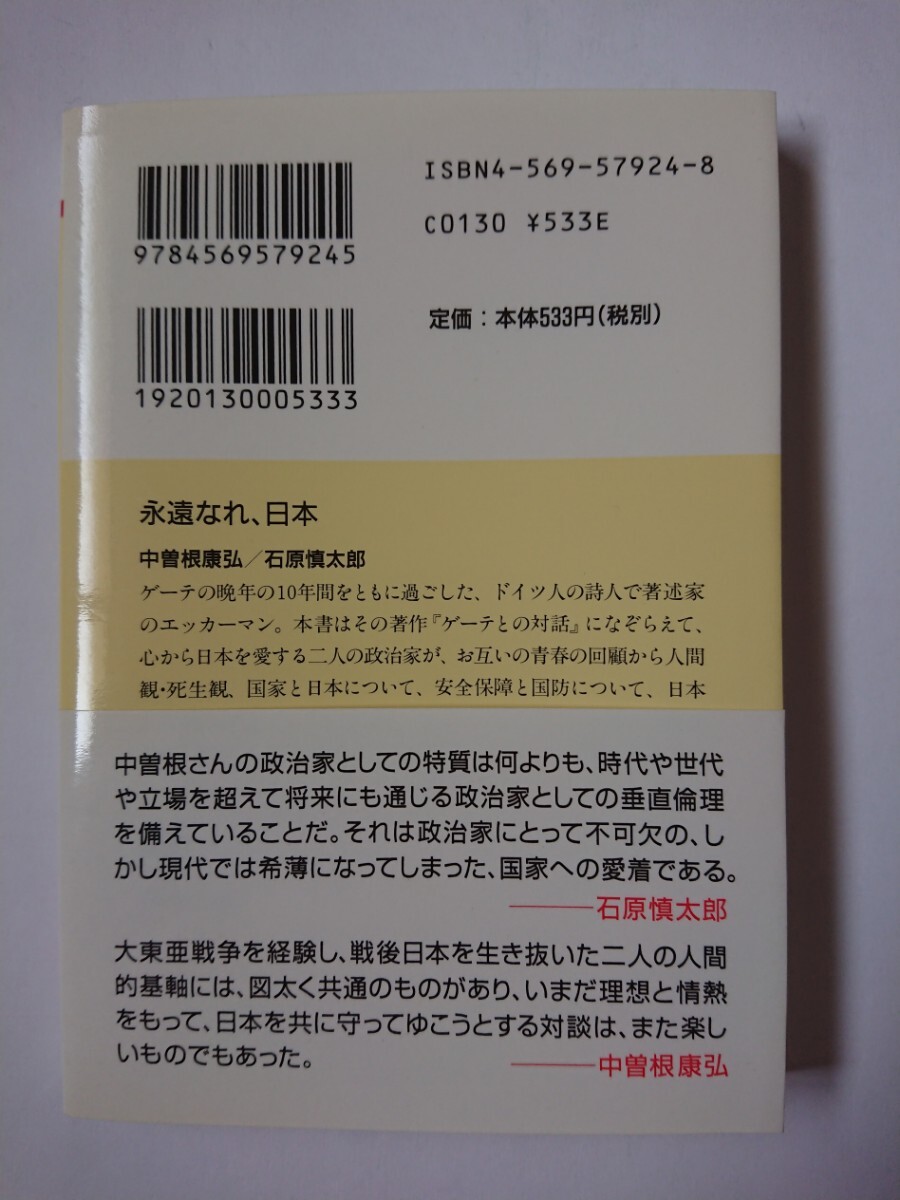 ISBN4-569-57924-8
C0130 ¥533E
9784569579245
定価：本体533円(税別)
1920130005333
永遠なれ、日本
中曽根康弘／石原慎太郎
ゲーテの晩年の10年間をともに過ごした、ドイツ人の詩人で著述家
のエッカーマン。本書はその著作『ゲーテとの対話』になぞらえて、
心から日本を愛する二人の政治家が、お互いの青春の回顧から人間
観・死生観、国家と日本について、安全保障と国防について、日本
中曽根さんの政治家としての特質は何よりも、時代や世代
や立場を超えて将来にも通じる政治家としての垂直倫理
を備えていることだ。それは政治家にとって不可欠の、し
かし現代では希薄になってしまった、国家への愛着である。
———石原慎太郎
大東亜戦争を経験し、戦後日本を生き抜いた二人の人間
的基軸には、図太く共通のものがあり、いまだ理想と情熱
をもって、日本を共に守ってゆこうとする対談は、また楽し
いものでもあった。
———中曽根康弘